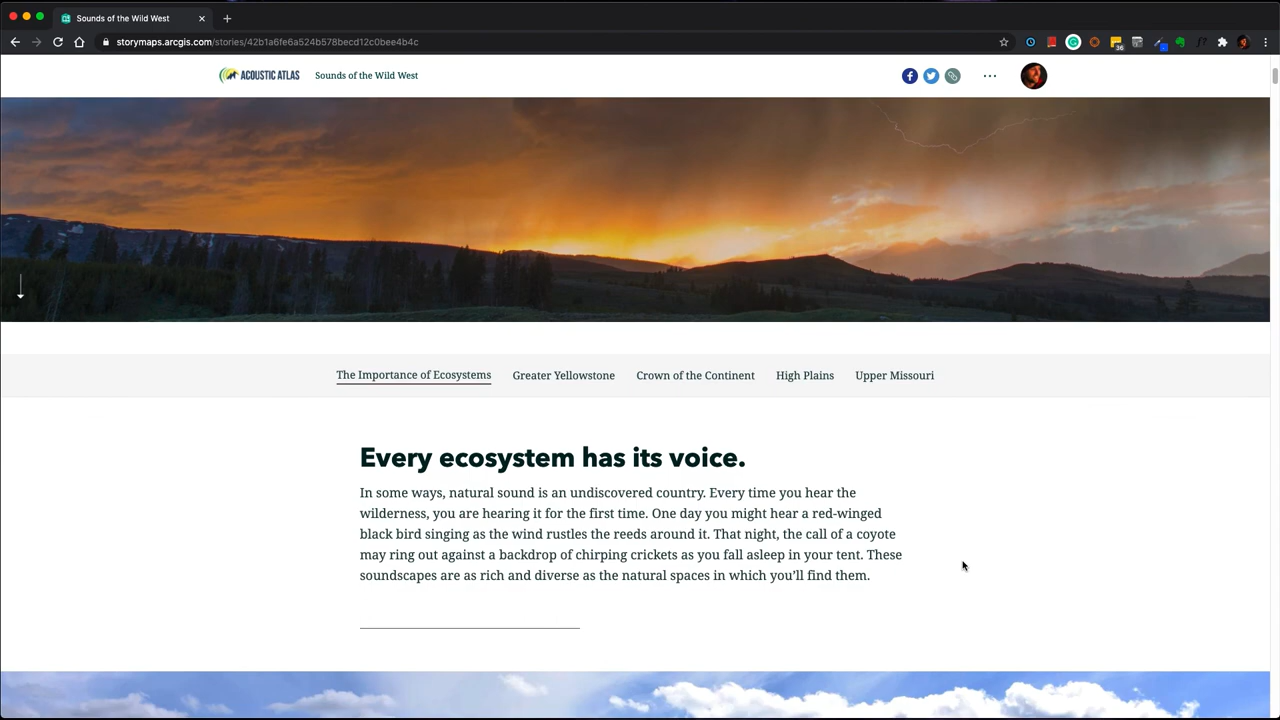 Sounds of the Wild West
storymaps.arcgis.com/stories/42b1a6fe6a524b578becd12c0bee4b4c
36
f?
ACOUSTIC ATLAS
Sounds of the Wild West
The Importance of Ecosystems
Greater Yellowstone
Crown of the Continent
High Plains
Upper Missouri
Every ecosystem has its voice.
In some ways, natural sound is an undiscovered country. Every time you hear the
wilderness, you are hearing it for the first time. One day you might hear a red-winged
black bird singing as the wind rustles the reeds around it. That night, the call of a coyote
may ring out against a backdrop of chirping crickets as you fall asleep in your tent. These
soundscapes are as rich and diverse as the natural spaces in which you'll find them.